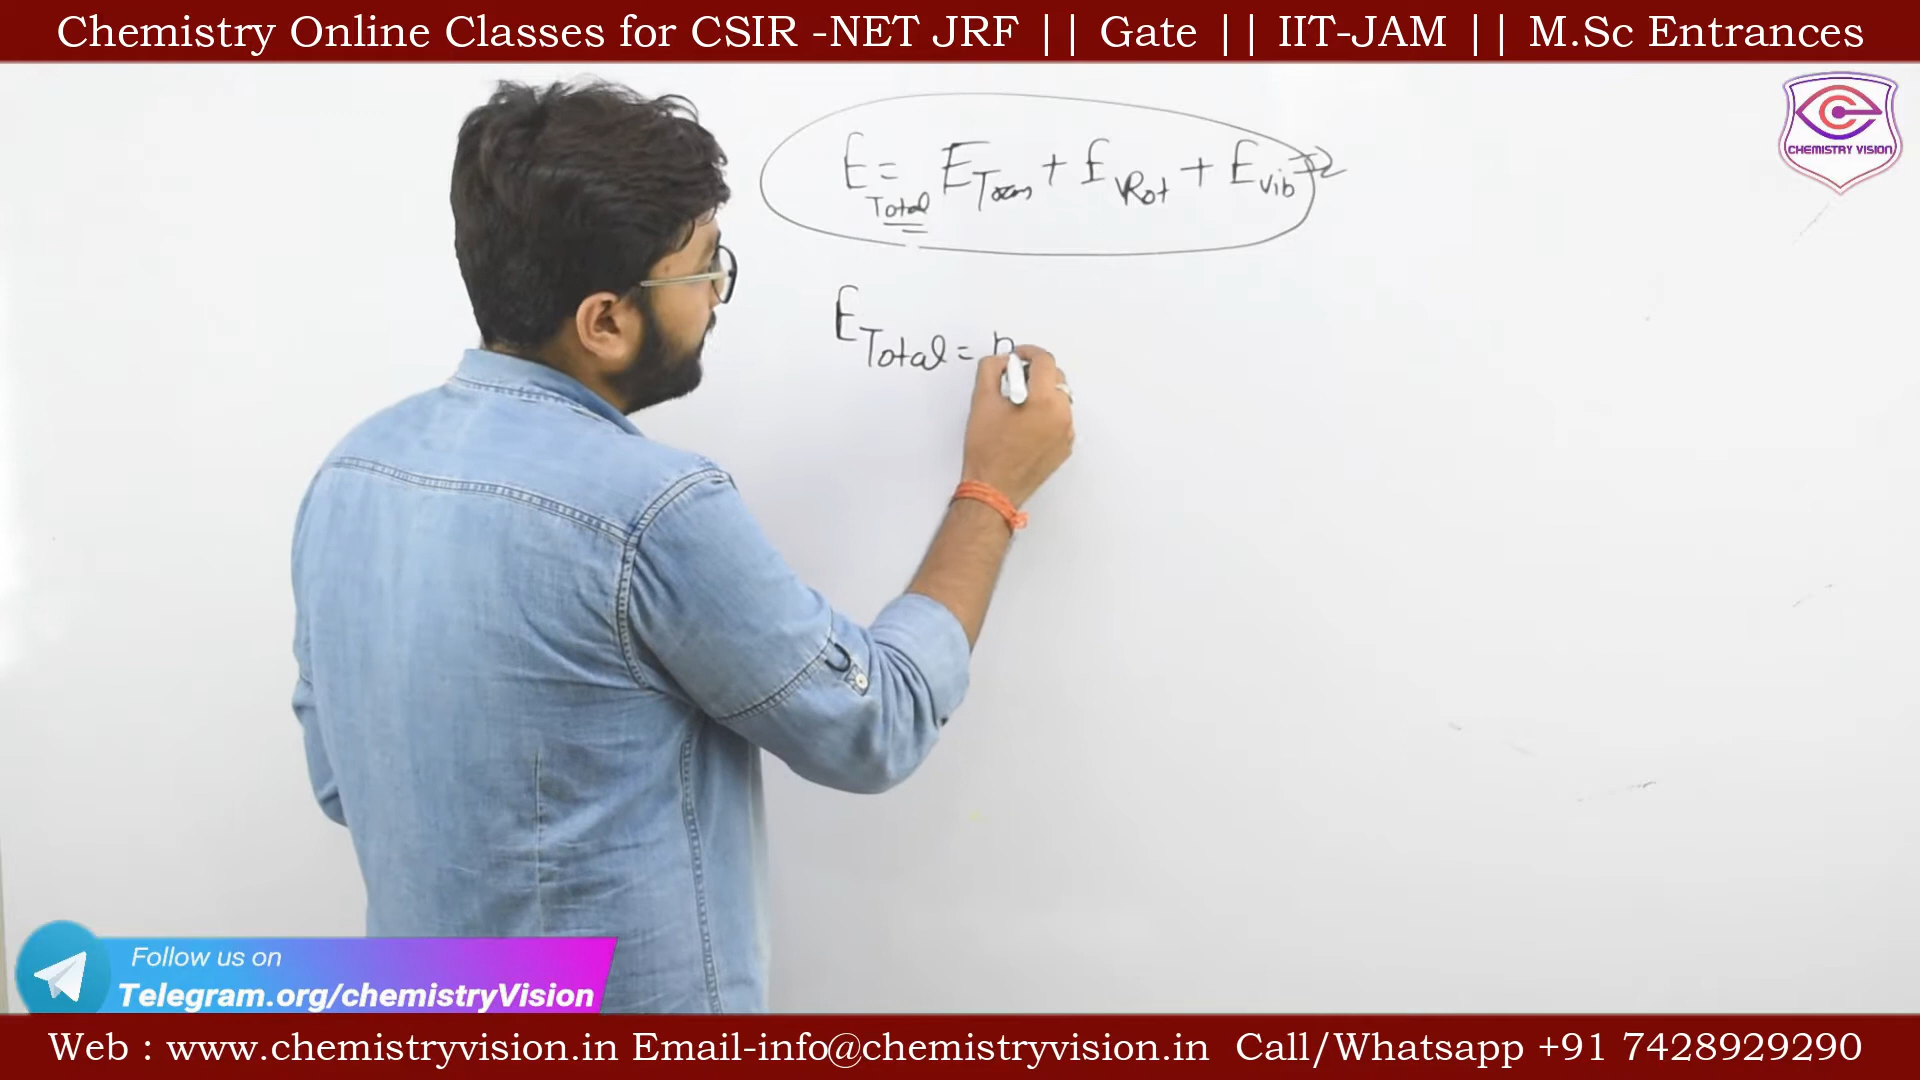 Chemistry Online Classes for CSIR -NET JRF || Gate || IIT-JAM || M.Sc Entrances
CHEMISTRY VISION
E Total = E Trans + E Rot + E Vib
E Total =
Follow us on
Telegram.org/chemistryVision
Web : www.chemistryvision.in Email-info@chemistryvision.in Call/Whatsapp +91 7428929290